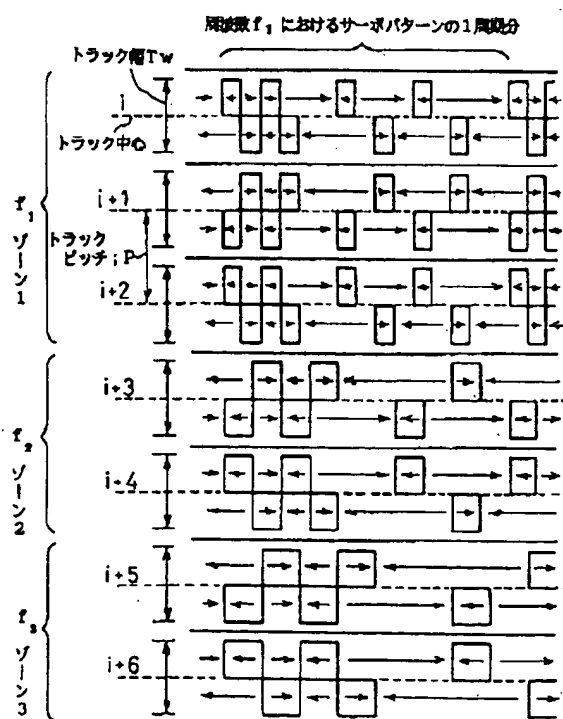 周波数f₁におけるサーボパターンの1周期分
トラック幅Tw
i
トラック中心
f₁ ゾーン1
i+1
トラック
ピッチiP
i+2
i+3
f₂ ゾーン2
i+4
i+5
f₃ ゾーン3
i+6